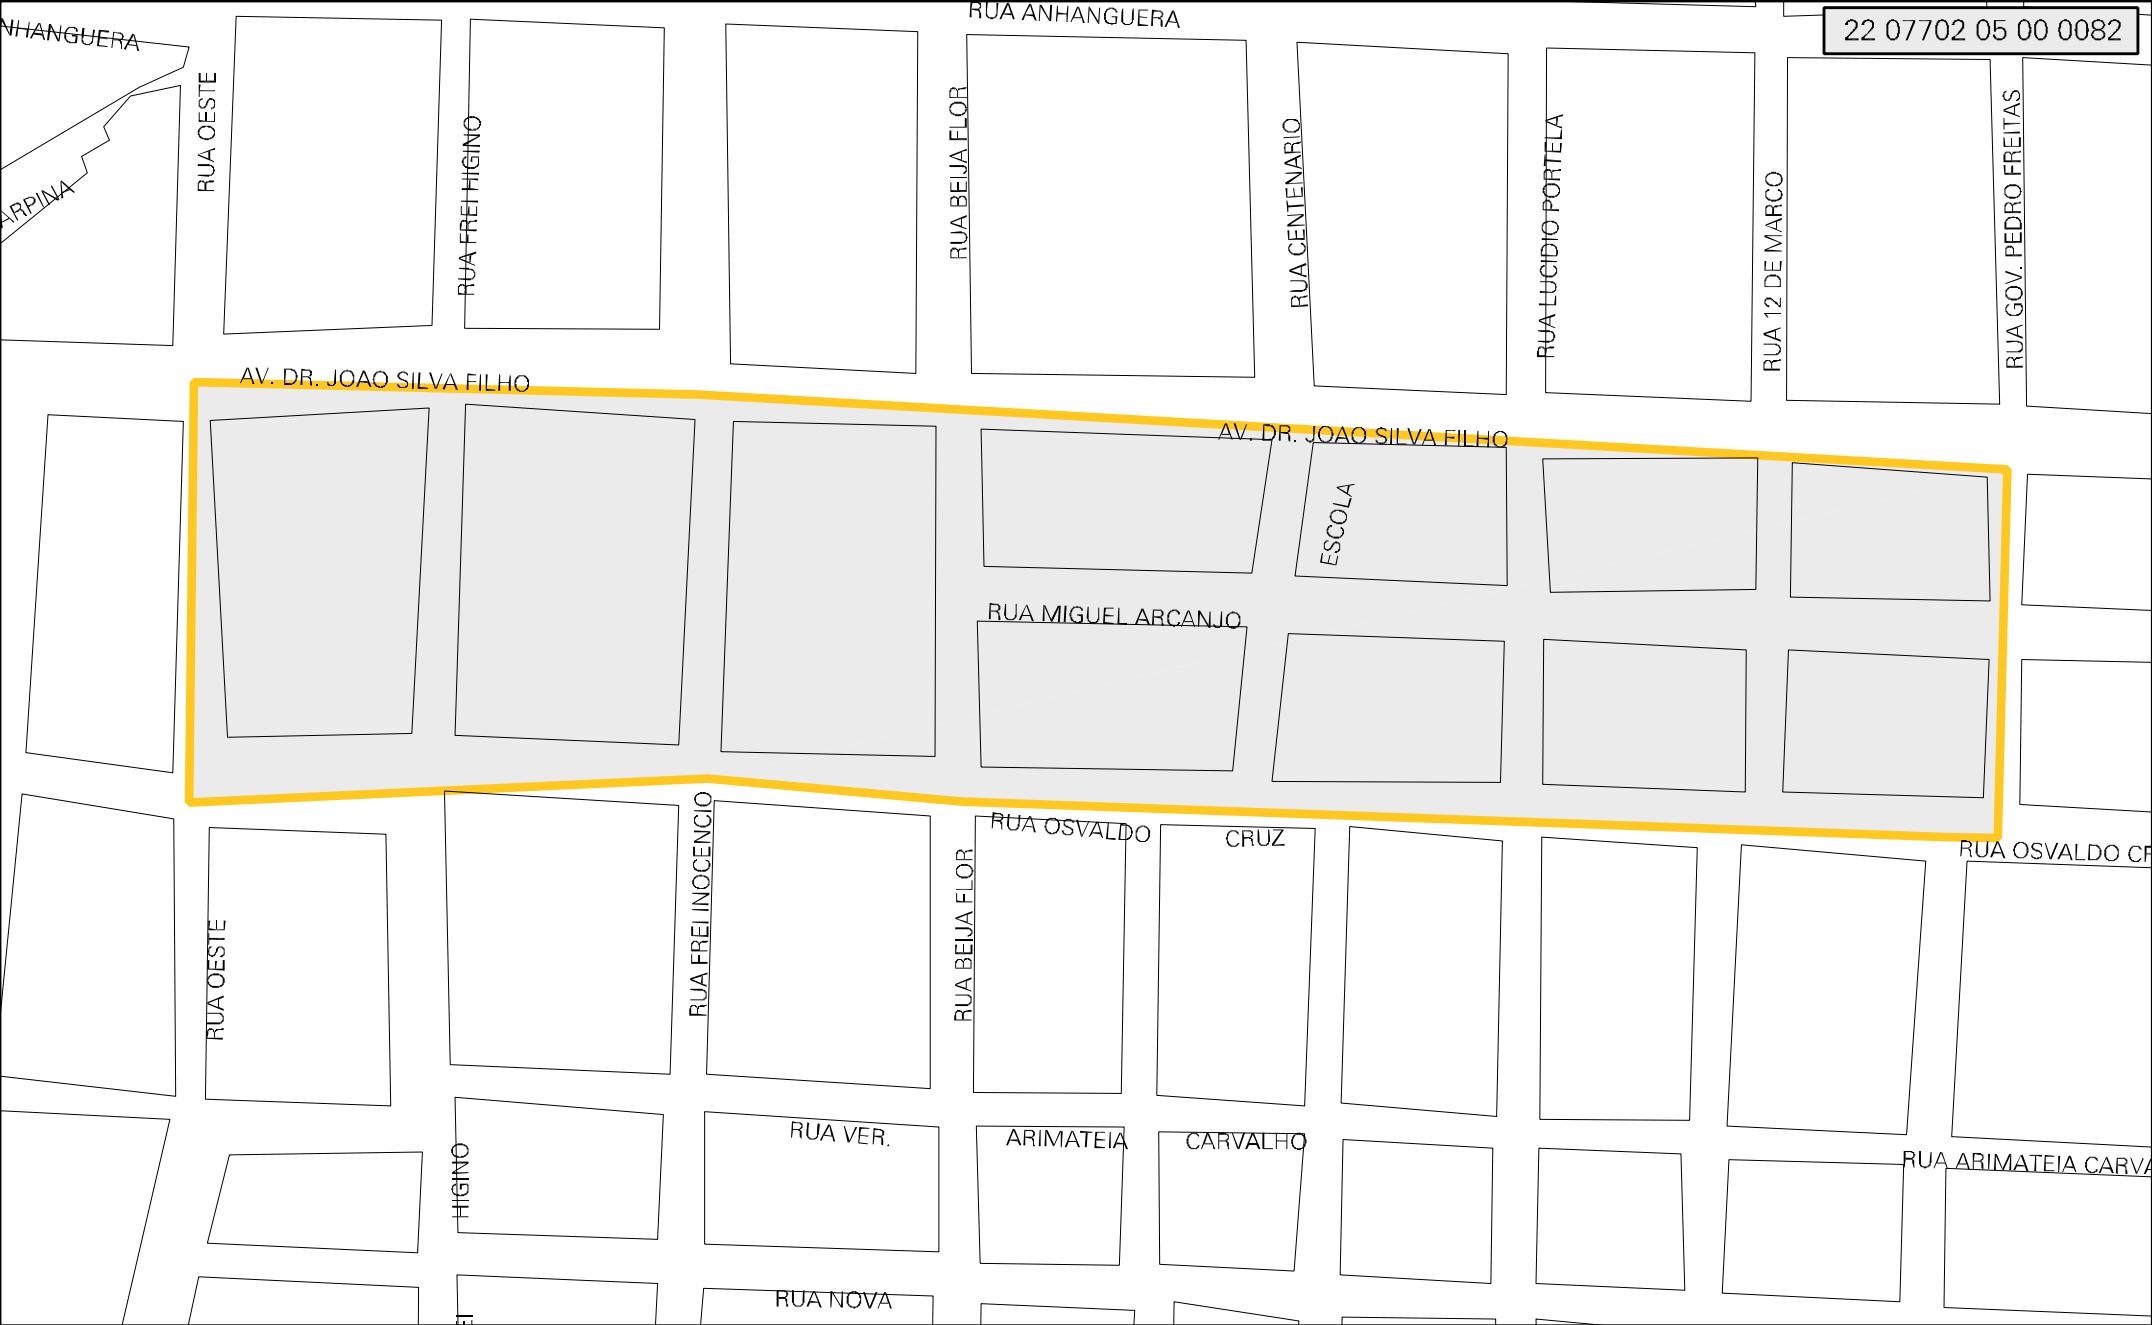 RUA ANHANGUERA
22 07702 05 00 0082
NHANGUERA
RUA OESTE
ARPINA
RUA FREI HIGINO
RUA BEIJA FLOR
RUA CENTENARIO
RUA LUCIDIO PORTELA
RUA 12 DE MARCO
RUA GOV. PEDRO FREITAS
AV. DR. JOAO SILVA FILHO
AV. DR. JOAO SILVA FILHO
ESCOLA
RUA MIGUEL ARCANJO
RUA OSVALDO CRUZ
RUA OSVALDO CR
RUA OESTE
RUA FREI INOCENCIO
RUA BEIJA FLOR
RUA VER. ARIMATEIA CARVALHO
RUA ARIMATEIA CARVA
HIGINO
EI
RUA NOVA